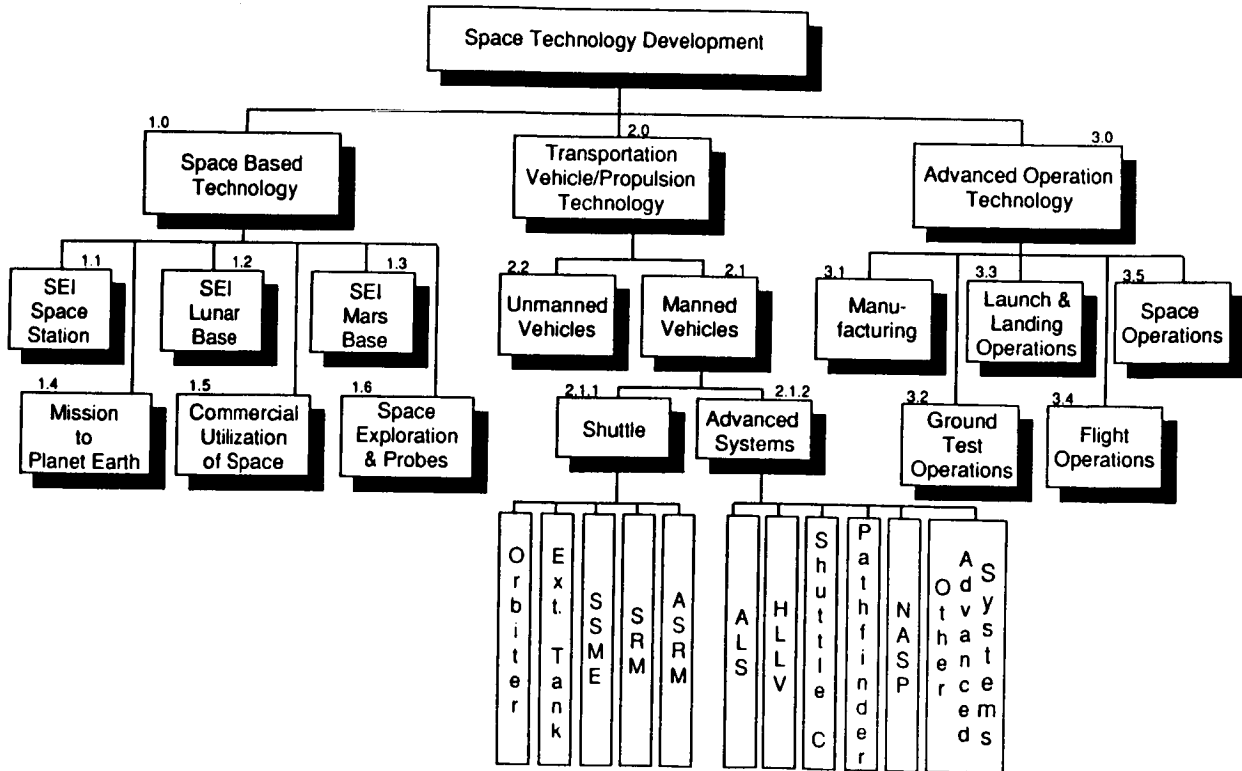 Space Technology Development
1.0
Space Based
Technology
2.0
Transportation
Vehicle/Propulsion
Technology
3.0
Advanced Operation
Technology
1.1
SEI
Space
Station
1.2
SEI
Lunar
Base
1.3
SEI
Mars
Base
1.4
Mission
to
Planet Earth
1.5
Commercial
Utilization
of Space
1.6
Space
Exploration
& Probes
2.2
Unmanned
Vehicles
2.1
Manned
Vehicles
2.1.1
Shuttle
2.1.2
Advanced
Systems
3.1
Manu-
facturing
3.3
Launch &
Landing
Operations
3.5
Space
Operations
3.2
Ground
Test
Operations
3.4
Flight
Operations
Orbiter
Ext. Tank
SSME
SRM
ASRM
ALS
HLLV
Shuttle C
Pathfinder
NASP
Other
Advanced
Systems